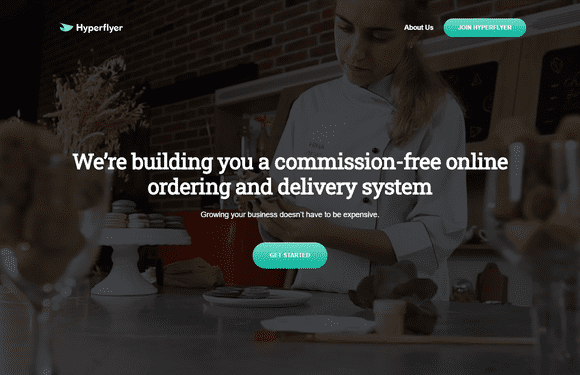 Hyperflyer
About Us
JOIN HYPERFLYER
We’re building you a commission-free online
ordering and delivery system
Growing your business doesn't have to be expensive.
GET STARTED